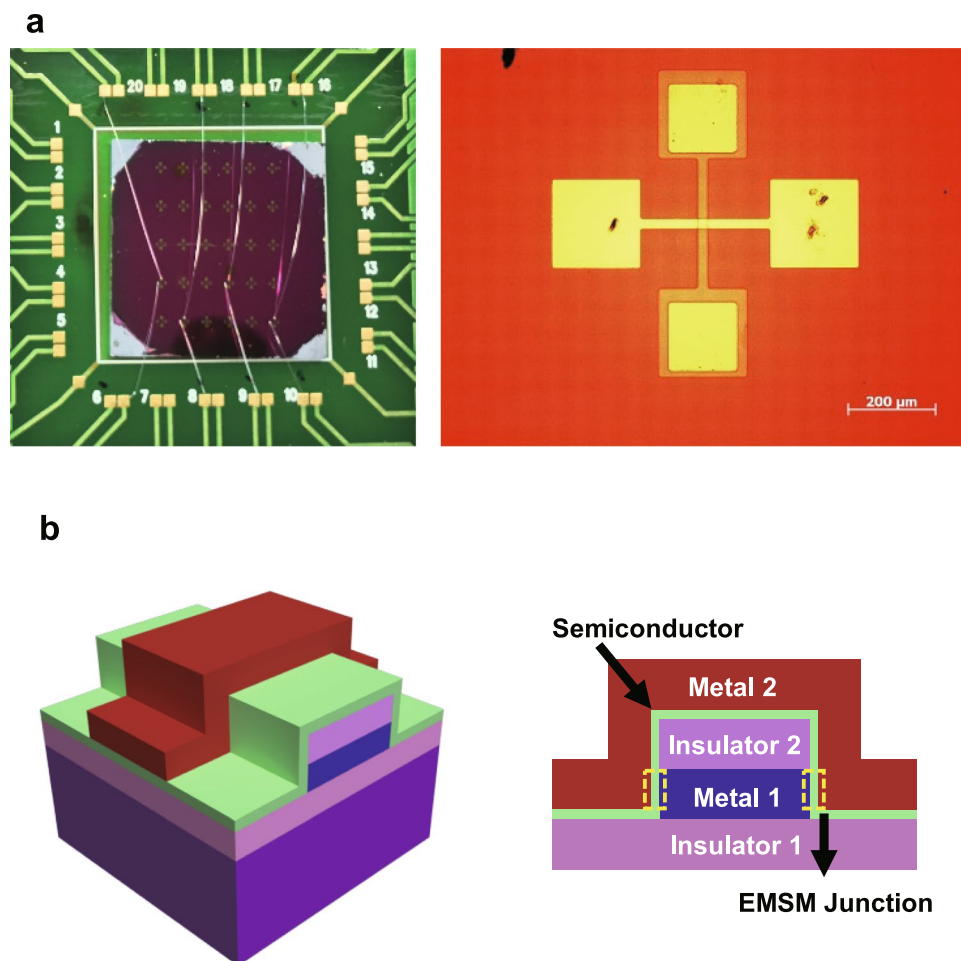 a
20 19 18 17 16
1
2
3
4
5
15
14
13
12
11
6 7 8 9 10
200 µm
b
Semiconductor
Metal 2
Insulator 2
Metal 1
Insulator 1
EMSM Junction